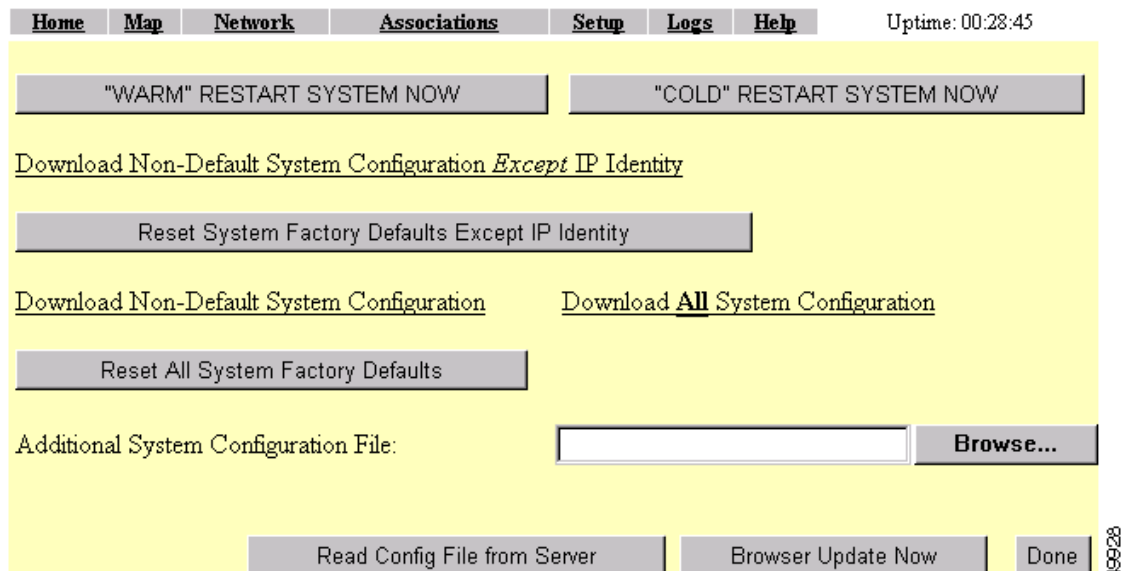 Home Map Network Associations Setup Logs Help Uptime: 00:28:45
"WARM" RESTART SYSTEM NOW "COLD" RESTART SYSTEM NOW
Download Non-Default System Configuration Except IP Identity
Reset System Factory Defaults Except IP Identity
Download Non-Default System Configuration Download All System Configuration
Reset All System Factory Defaults
Additional System Configuration File: Browse...
Read Config File from Server Browser Update Now Done